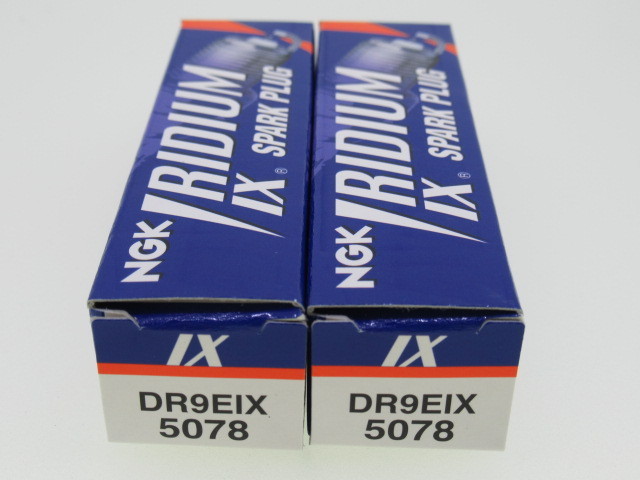 NGK IRIDIUM
IX® SPARK PLUG
NGK IRIDIUM
IX® SPARK PLUG
IX
DR9EIX
5078
IX
DR9EIX
5078